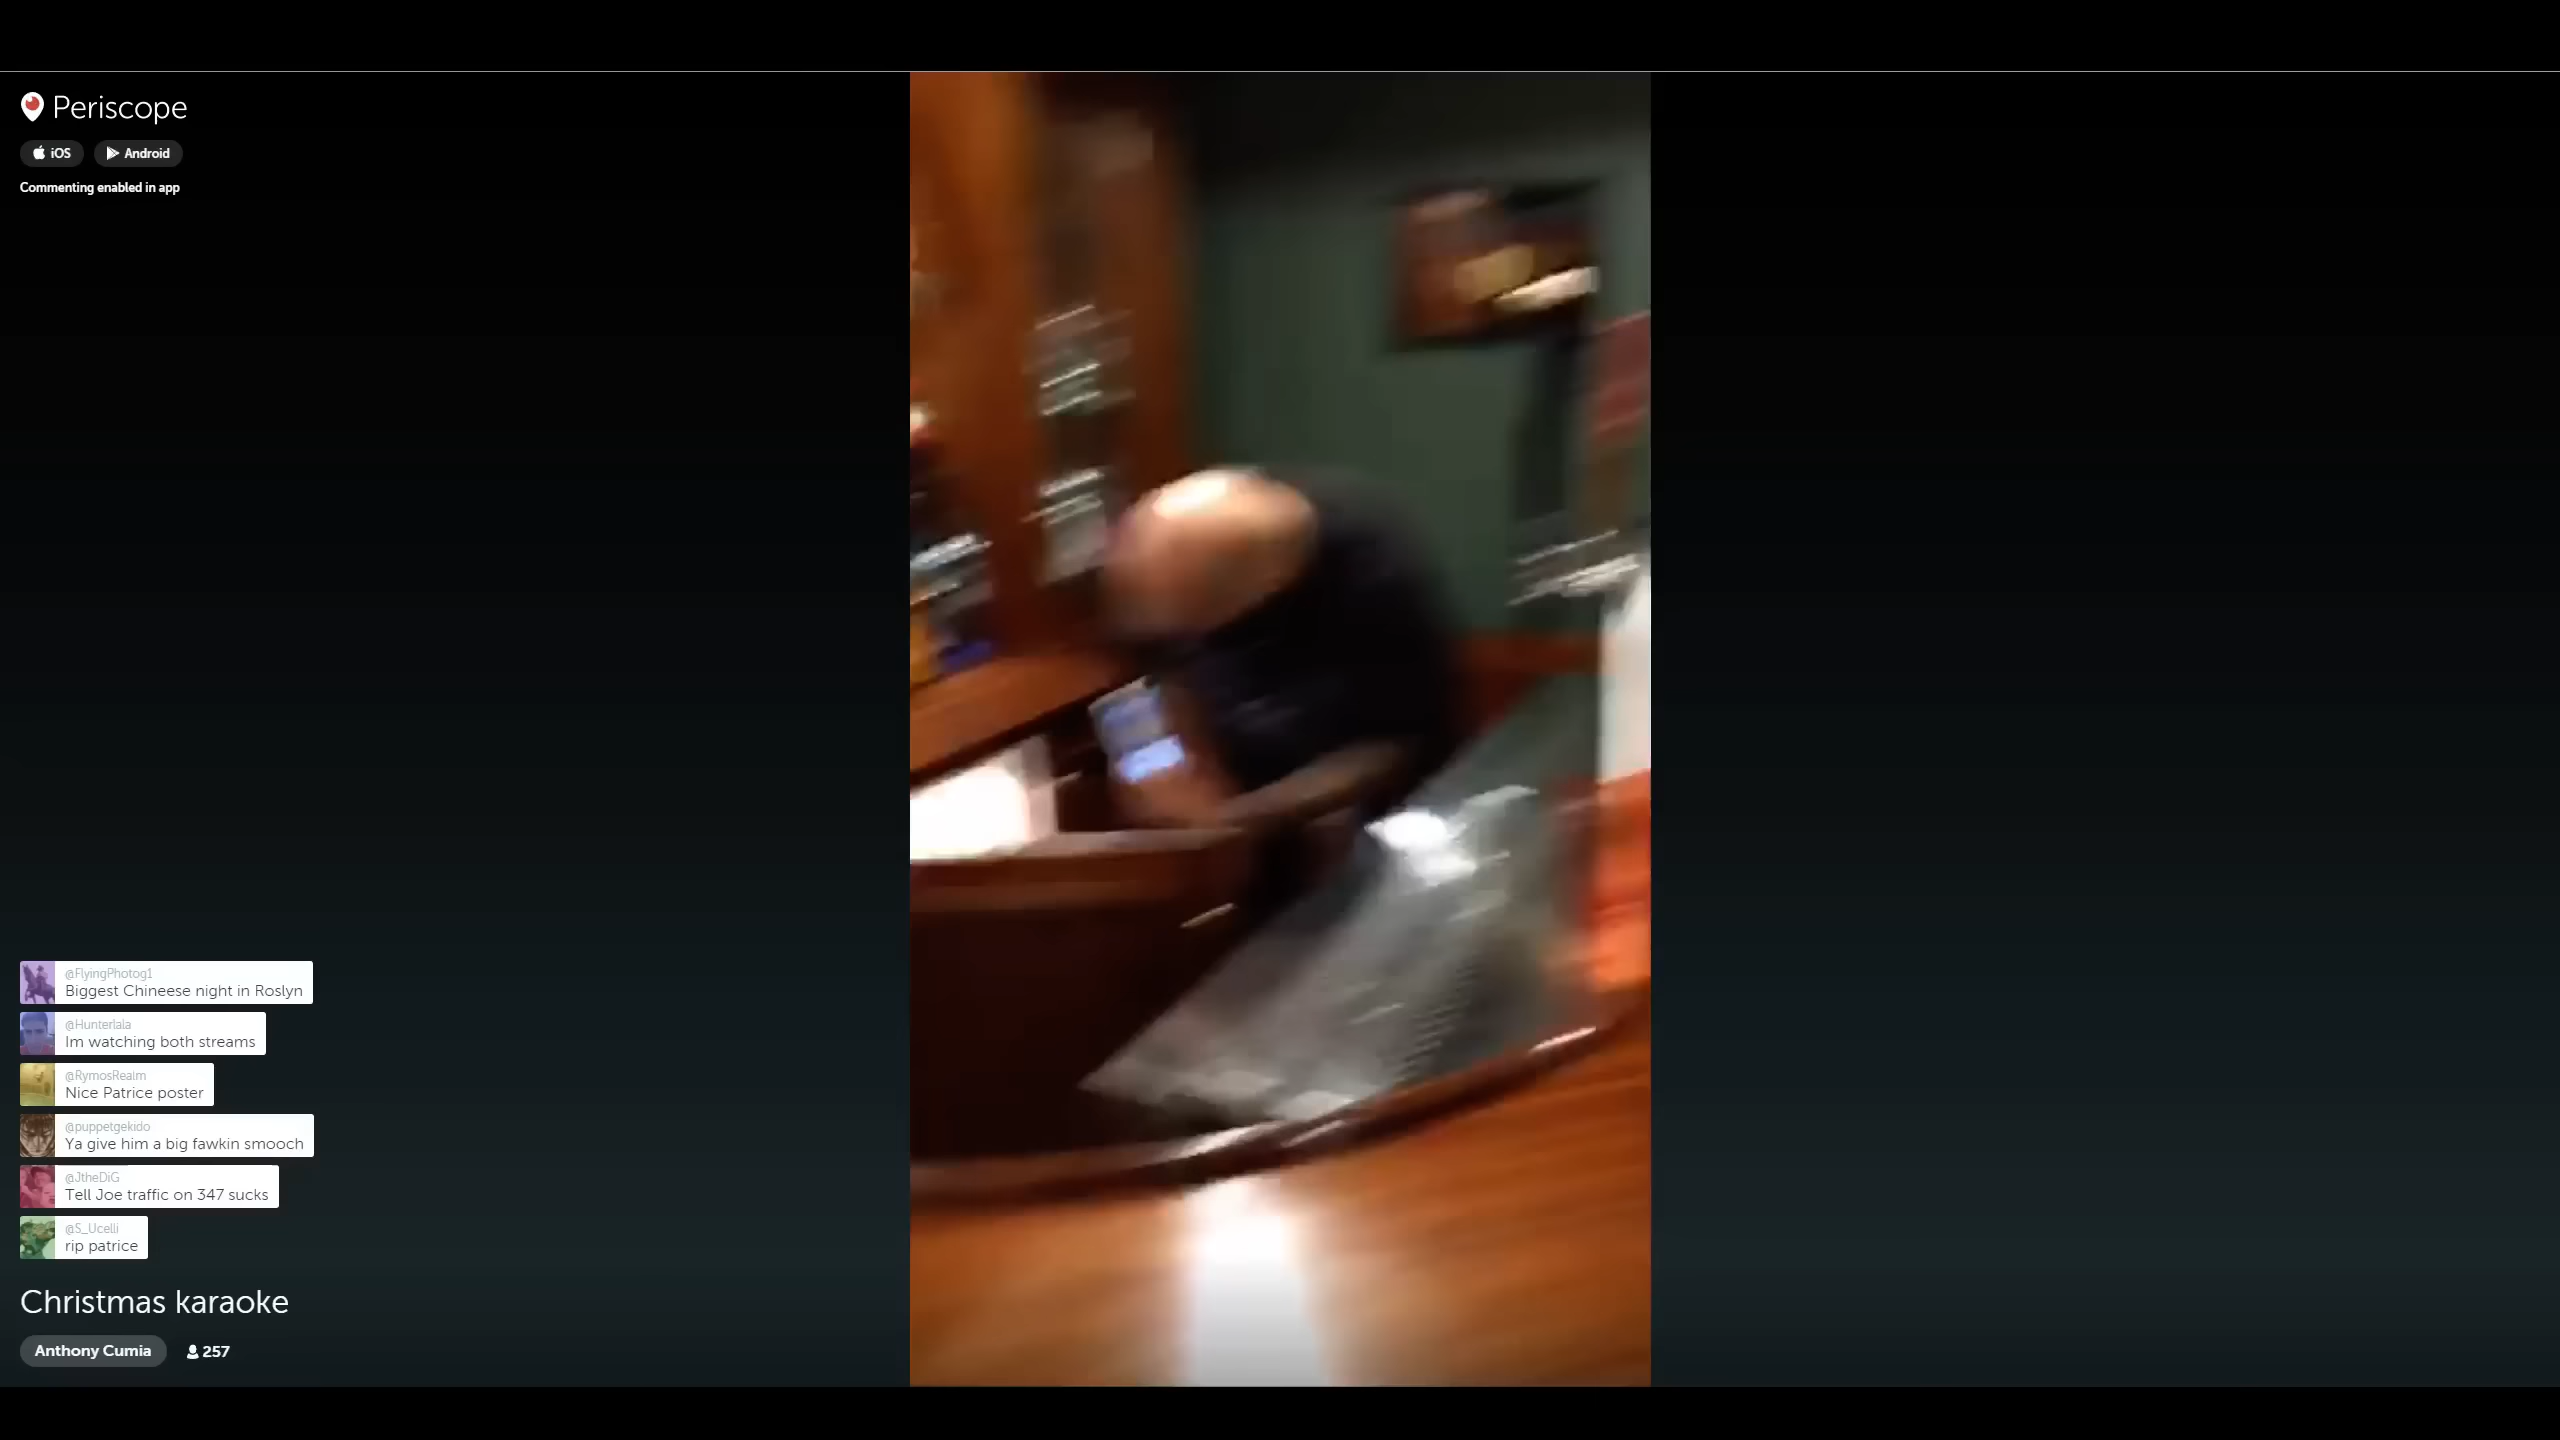 Periscope
iOS
Android
Commenting enabled in app
@FlyingPhotog1
Biggest Chineese night in Roslyn
@Hunterlala
Im watching both streams
@RymosRealm
Nice Patrice poster
@puppetgekido
Ya give him a big fawkin smooch
@JtheDiG
Tell Joe traffic on 347 sucks
@S_Ucelli
rip patrice
Christmas karaoke
Anthony Cumia
257